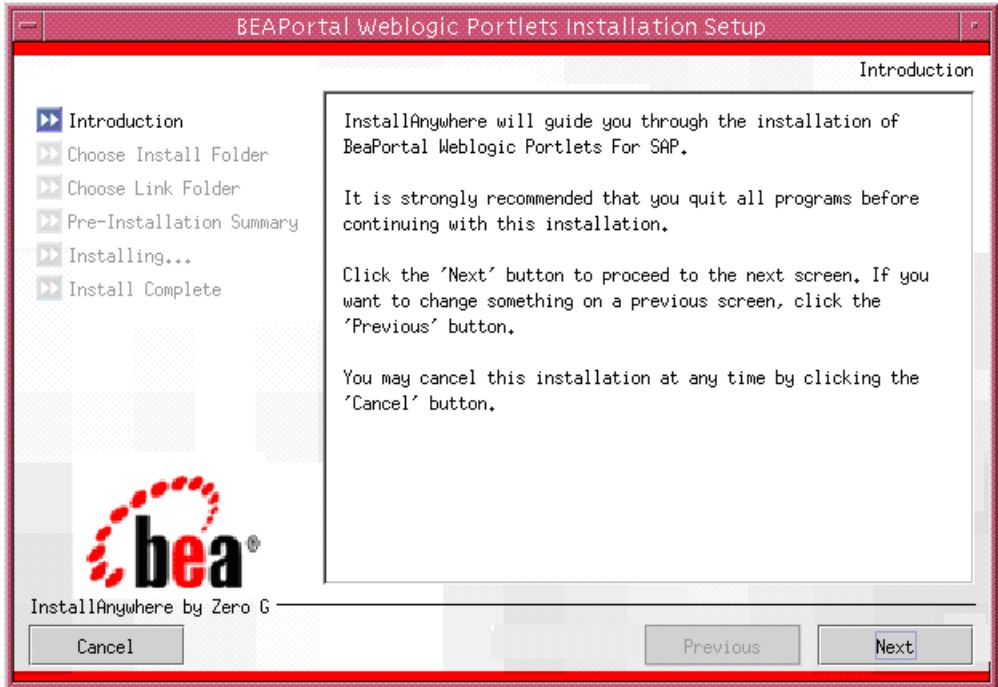 BEAPortal Weblogic Portlets Installation Setup
Introduction
Introduction
Choose Install Folder
Choose Link Folder
Pre-Installation Summary
Installing...
Install Complete
InstallAnywhere will guide you through the installation of
BeaPortal Weblogic Portlets For SAP.
It is strongly recommended that you quit all programs before
continuing with this installation.
Click the 'Next' button to proceed to the next screen. If you
want to change something on a previous screen, click the
'Previous' button.
You may cancel this installation at any time by clicking the
'Cancel' button.
bea®
InstallAnywhere by Zero G
Cancel
Previous
Next